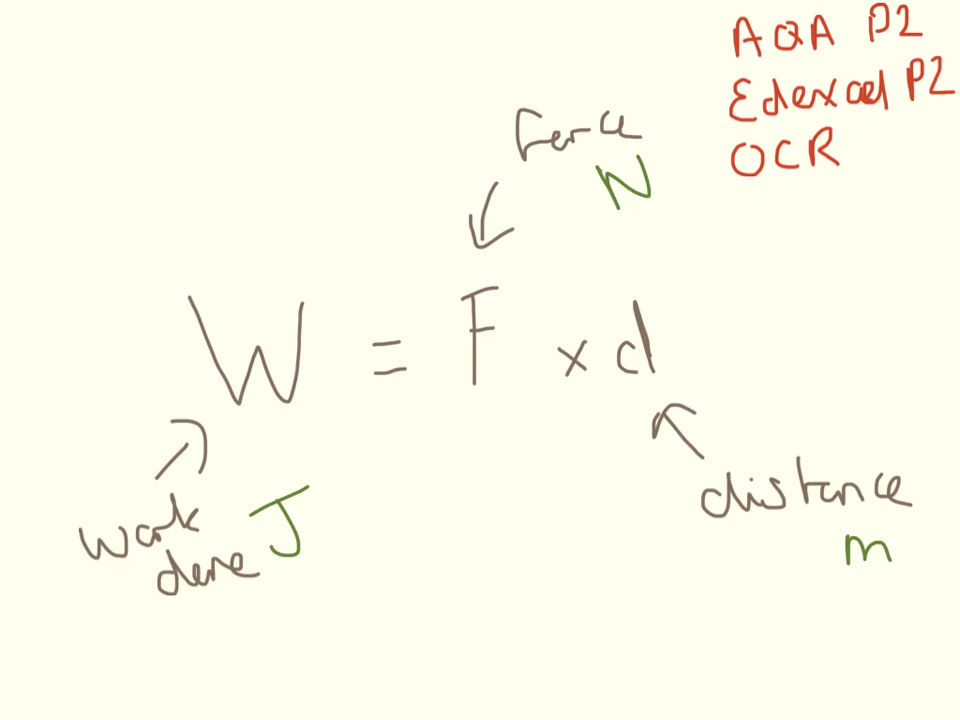 AQA P2
Edexcel P2
OCR
Force
N
W = F × d
work
done J
distance
m